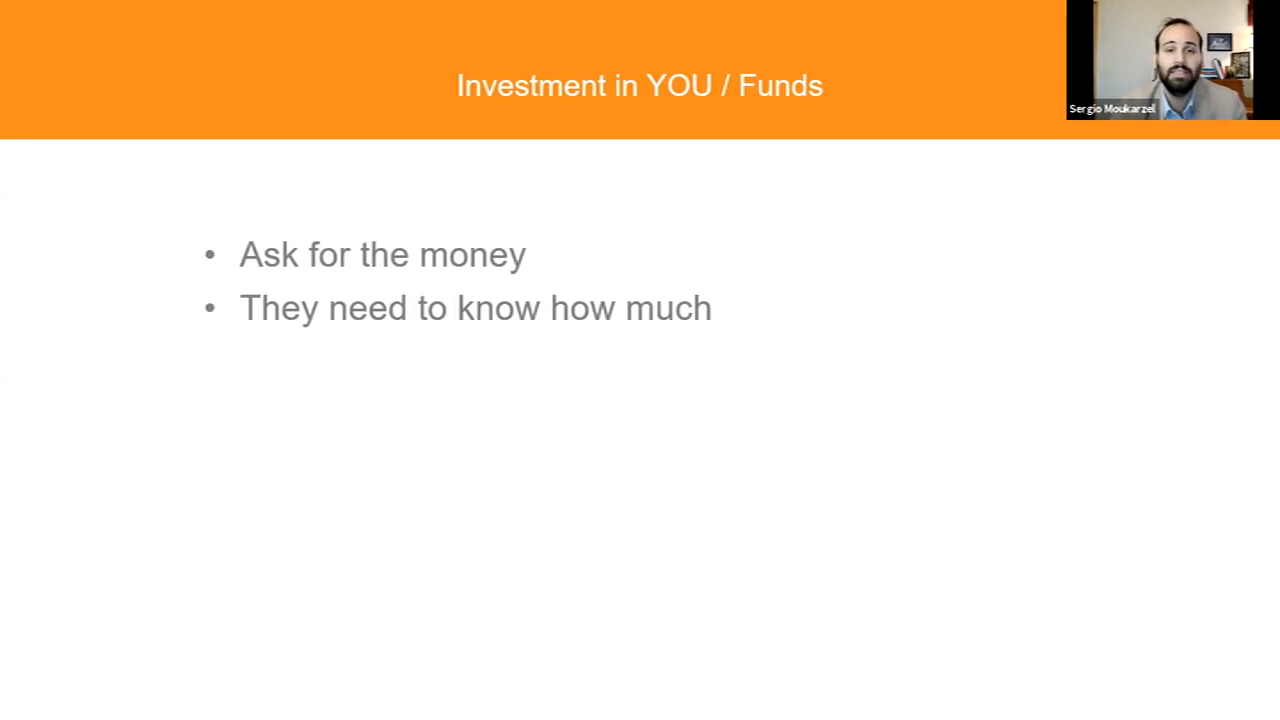 Investment in YOU / Funds
Sergio Moukarzel
• Ask for the money
• They need to know how much